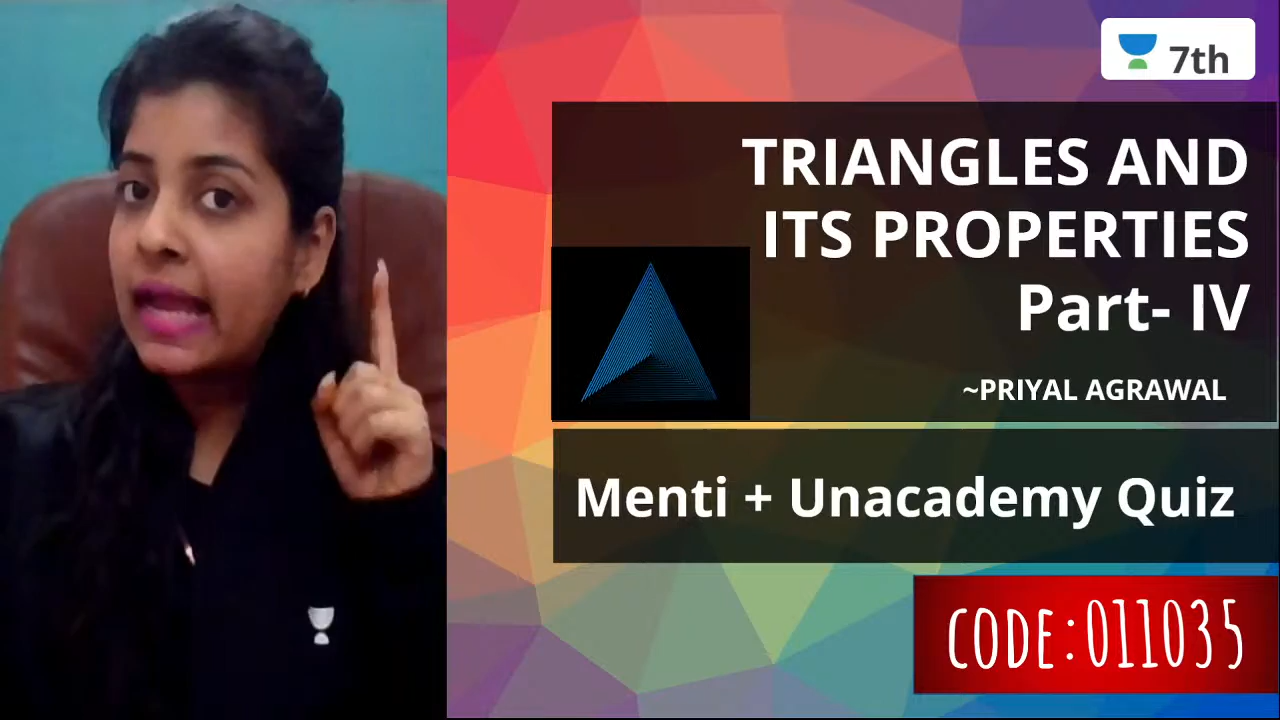 7th
TRIANGLES AND
ITS PROPERTIES
Part- IV
~PRIYAL AGRAWAL
Menti + Unacademy Quiz
CODE:011035